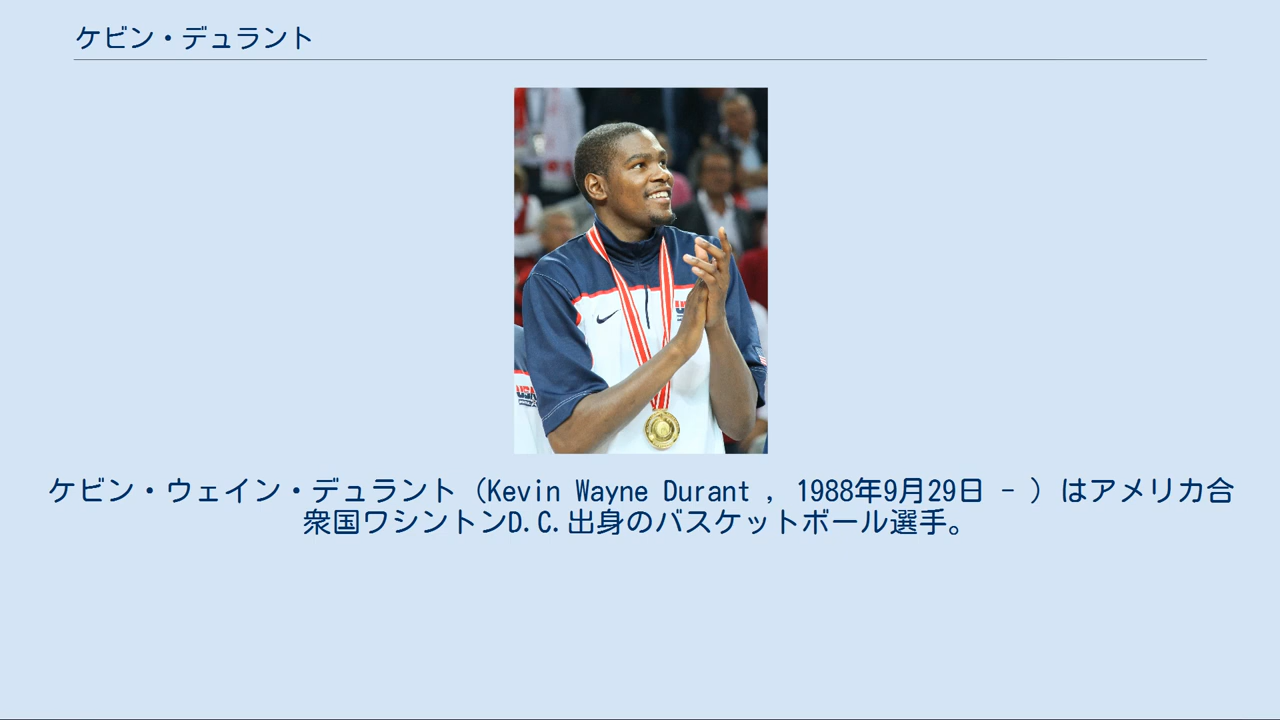 ケビン・デュラント
ケビン・ウェイン・デュラント（Kevin Wayne Durant , 1988年9月29日 - ）はアメリカ合
衆国ワシントンD.C.出身のバスケットボール選手。